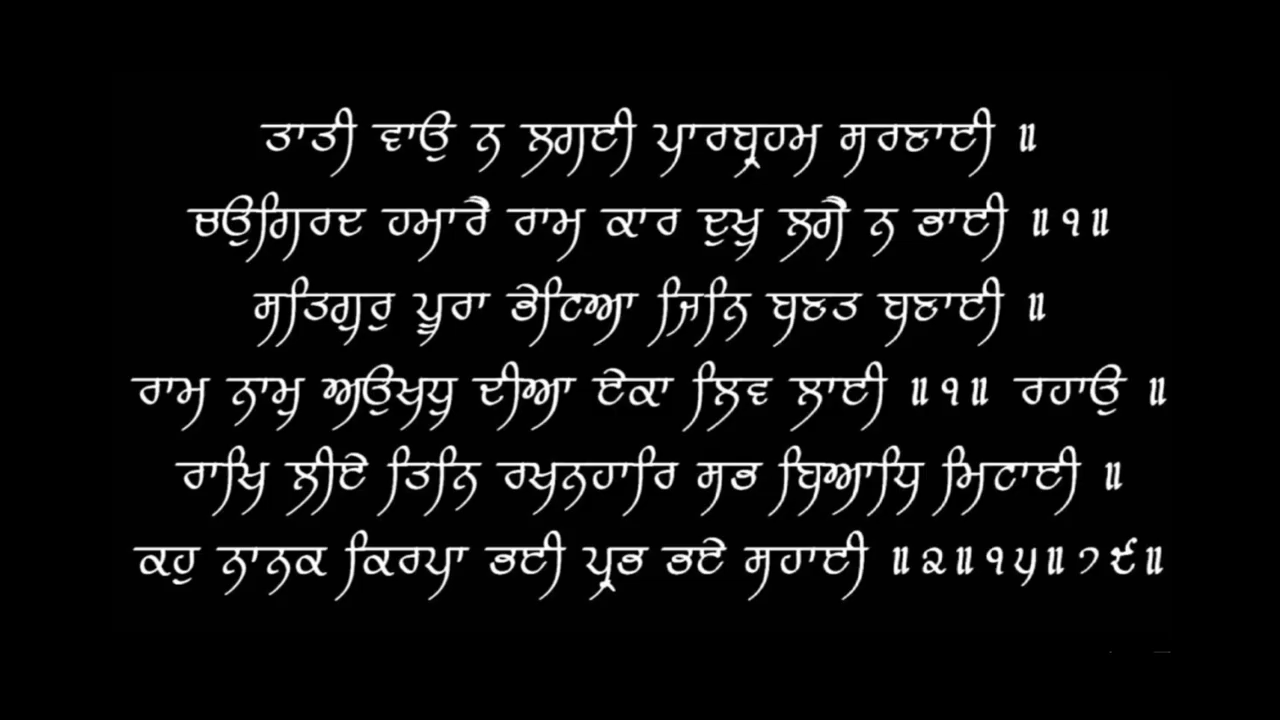 ਤਾਤੀ ਵਾਉ ਨ ਲਗਈ ਪਾਰਬ੍ਰਹਮ ਸਰਣਾਈ ॥
ਚਉਗਿਰਦ ਹਮਾਰੈ ਰਾਮ ਕਾਰ ਦੁਖੁ ਲਗੈ ਨ ਭਾਈ ॥੧॥
ਸਤਿਗੁਰੁ ਪੂਰਾ ਭੇਟਿਆ ਜਿਨਿ ਬਣਤ ਬਣਾਈ ॥
ਰਾਮ ਨਾਮੁ ਅਉਖਧੁ ਦੀਆ ਏਕਾ ਲਿਵ ਲਾਈ ॥੧॥ ਰਹਾਉ ॥
ਰਾਖਿ ਲੀਏ ਤਿਨਿ ਰਖਨਹਾਰਿ ਸਭ ਬਿਆਧਿ ਮਿਟਾਈ ॥
ਕਹੁ ਨਾਨਕ ਕਿਰਪਾ ਭਈ ਪ੍ਰਭ ਭਏ ਸਹਾਈ ॥੨॥੧੫॥੭੯॥